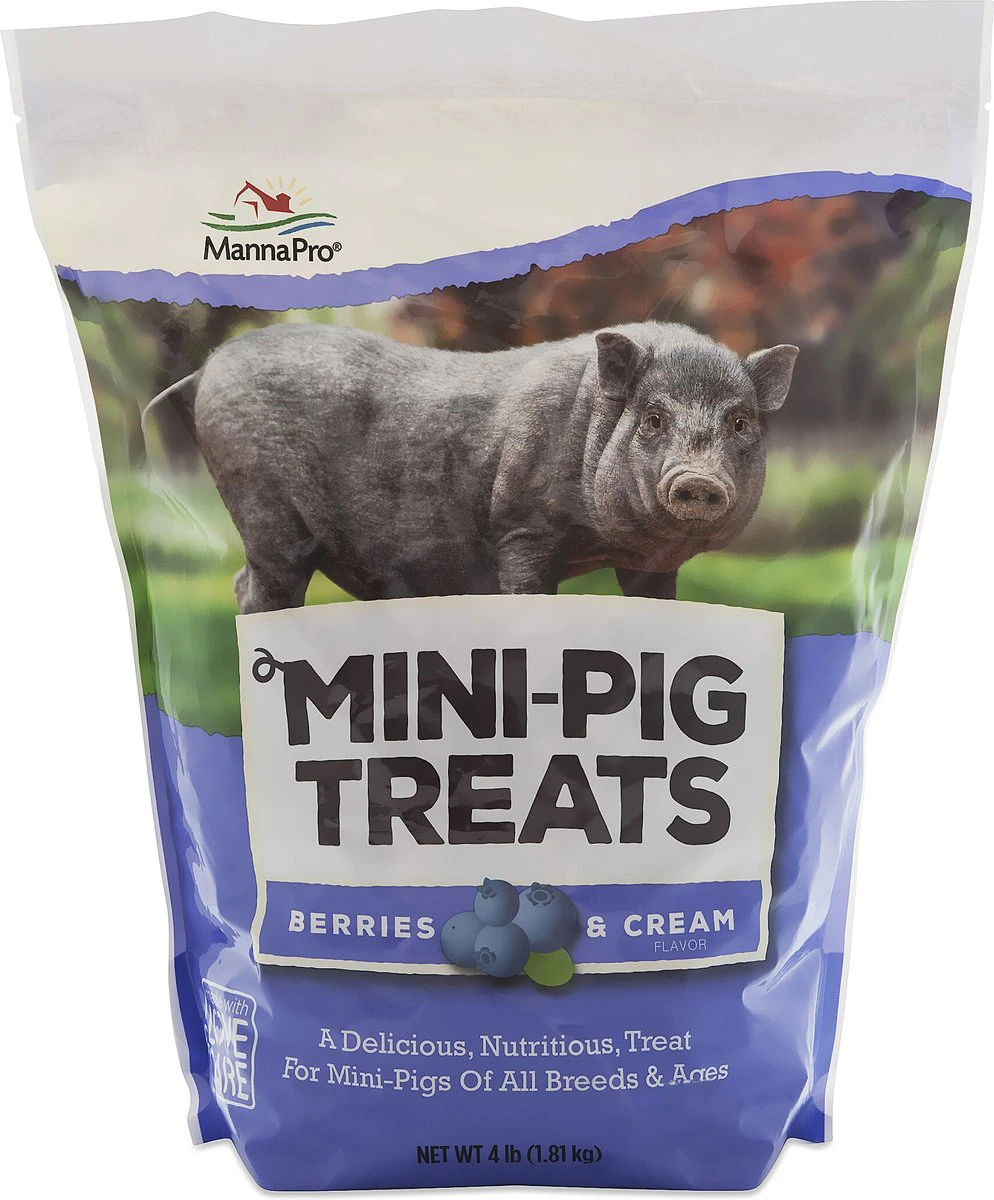 MannaPro®
MINI-PIG
TREATS
BERRIES & CREAM
FLAVOR
with
A Delicious, Nutritious, Treat
For Mini-Pigs Of All Breeds & Ages
NET WT 4 lb (1.81 kg)